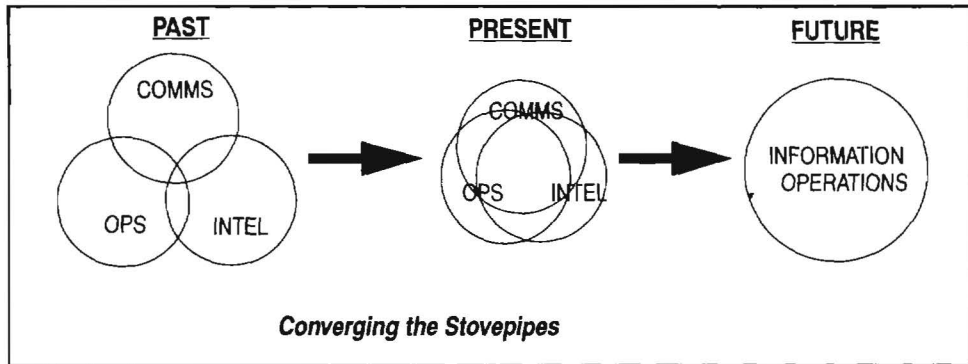 PAST
PRESENT
FUTURE
COMMS
OPS
INTEL
COMMS
OPS
INTEL
INFORMATION
OPERATIONS
Converging the Stovepipes